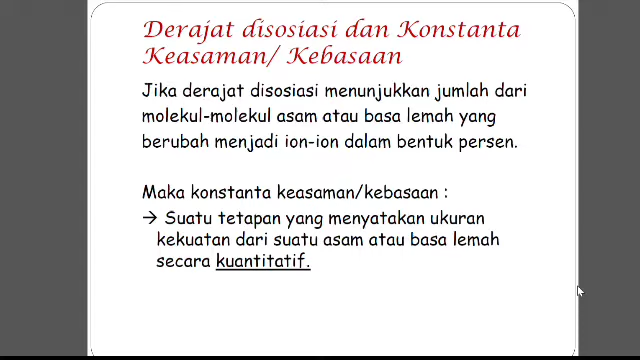 Derajat disosiasi dan Konstanta
Keasaman/ Kebasaan
Jika derajat disosiasi menunjukkan jumlah dari
molekul-molekul asam atau basa lemah yang
berubah menjadi ion-ion dalam bentuk persen.
Maka konstanta keasaman/kebasaan :
→ Suatu tetapan yang menyatakan ukuran
kekuatan dari suatu asam atau basa lemah
secara kuantitatif.